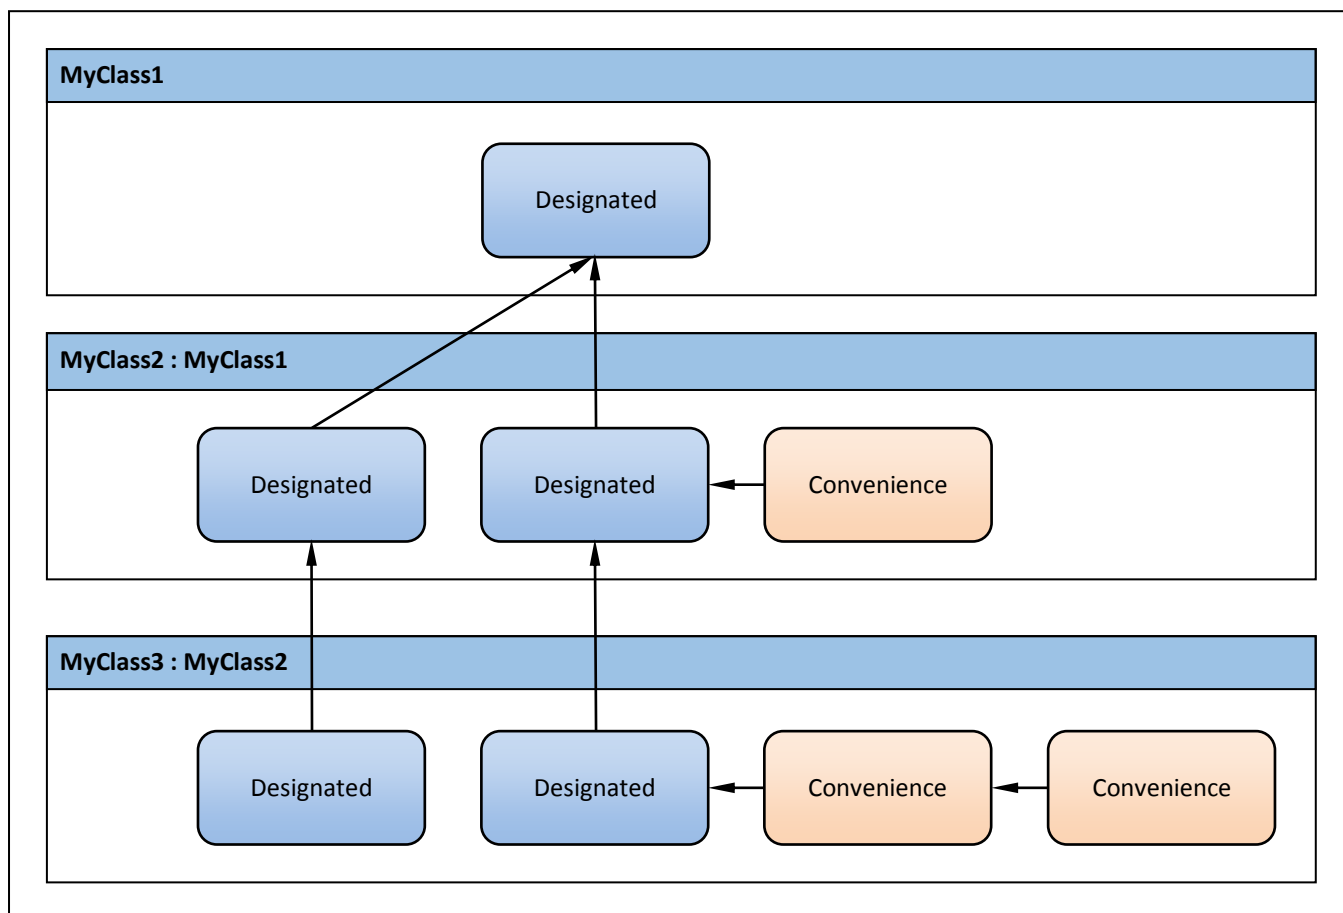 MyClass1
Designated
MyClass2 : MyClass1
Designated
Designated
Convenience
MyClass3 : MyClass2
Designated
Designated
Convenience
Convenience